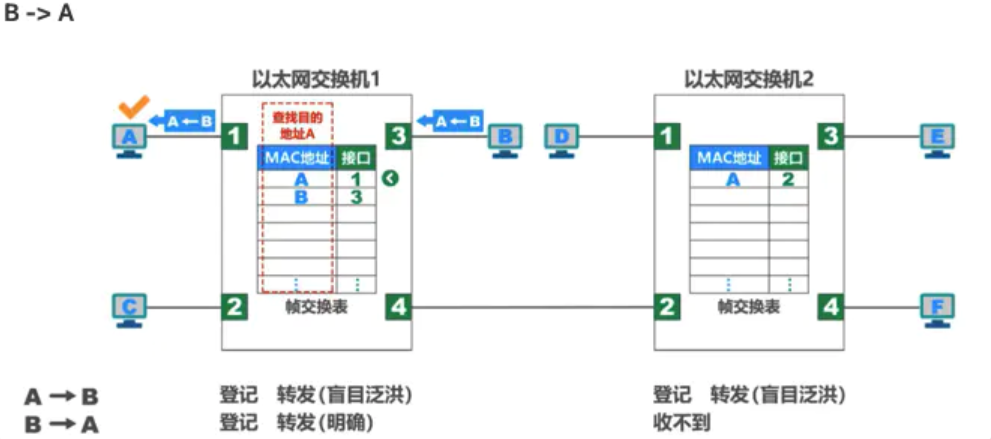 B -> A
以太网交换机1
以太网交换机2
A
A←B
1
查找目的
地址A
3
A←B
B
D
1
3
E
MAC地址 接口
A 1
B 3
⋮ ⋮
MAC地址 接口
A 2
⋮ ⋮
C
2
帧交换表
4
2
帧交换表
4
F
A→B 登记 转发(盲目泛洪) 登记 转发(盲目泛洪)
B→A 登记 转发(明确) 收不到